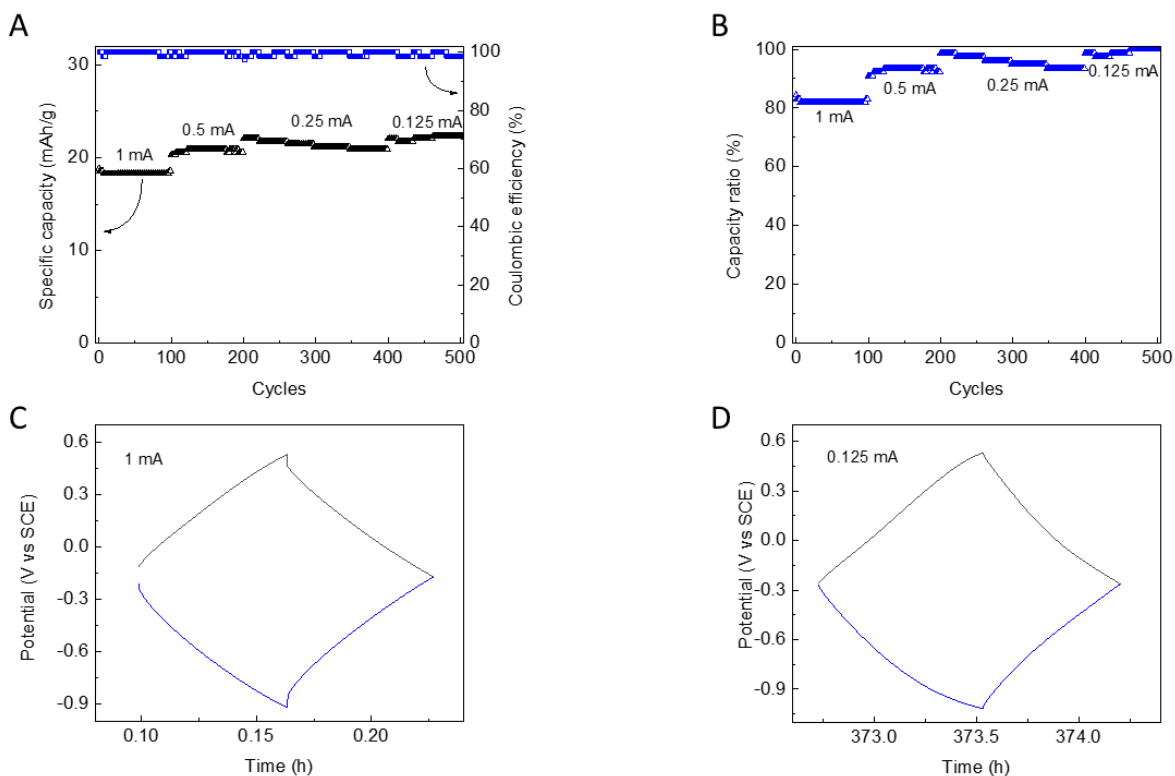 A
B
30
20
10
0
100
80
60
40
20
0
Specific capacity (mAh/g)
Coulombic efficiency (%)
1 mA
0.5 mA
0.25 mA
0.125 mA
0
100
200
300
400
500
Cycles
100
80
60
40
20
0
Capacity ratio (%)
1 mA
0.5 mA
0.25 mA
0.125 mA
0
100
200
300
400
500
Cycles
C
D
0.6
0.3
0.0
-0.3
-0.6
-0.9
Potential (V vs SCE)
1 mA
0.10
0.15
0.20
Time (h)
0.6
0.3
0.0
-0.3
-0.6
-0.9
Potential (V vs SCE)
0.125 mA
373.0
373.5
374.0
Time (h)